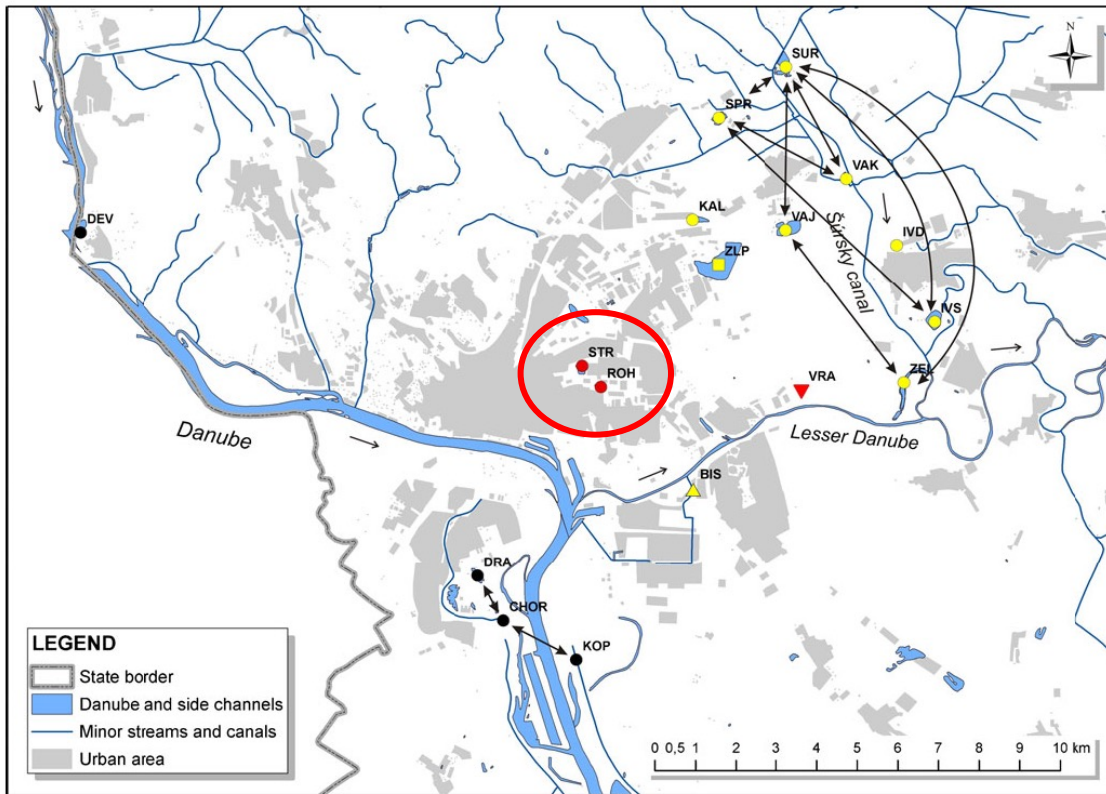 N
SUR
SPR
VAK
DEV
KAL
VAJ
IVD
ZLP
Šúrsky canal
IVS
STR
ROH
VRA
ZEL
Danube
Lesser Danube
BIS
DRA
CHOR
KOP
LEGEND
State border
Danube and side channels
Minor streams and canals
Urban area
0 0,5 1 2 3 4 5 6 7 8 9 10 km